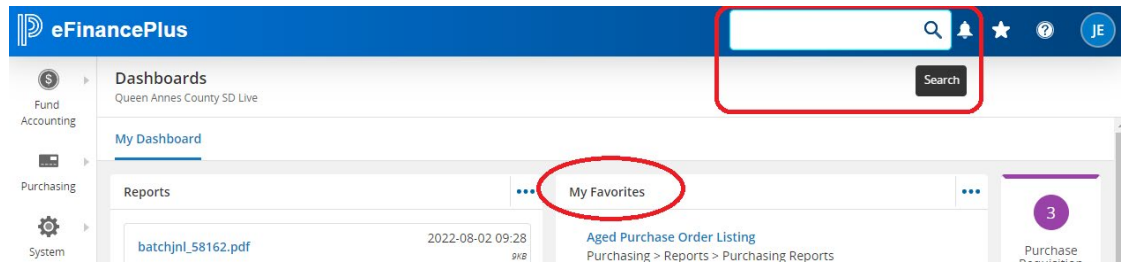 eFinancePlus
JE
Search
Fund
Accounting
Purchasing
System
Dashboards
Queen Annes County SD Live
My Dashboard
Reports
batchjnl_58162.pdf
2022-08-02 09:28
9KB
My Favorites
Aged Purchase Order Listing
Purchasing > Reports > Purchasing Reports
3
Purchase
Requisition